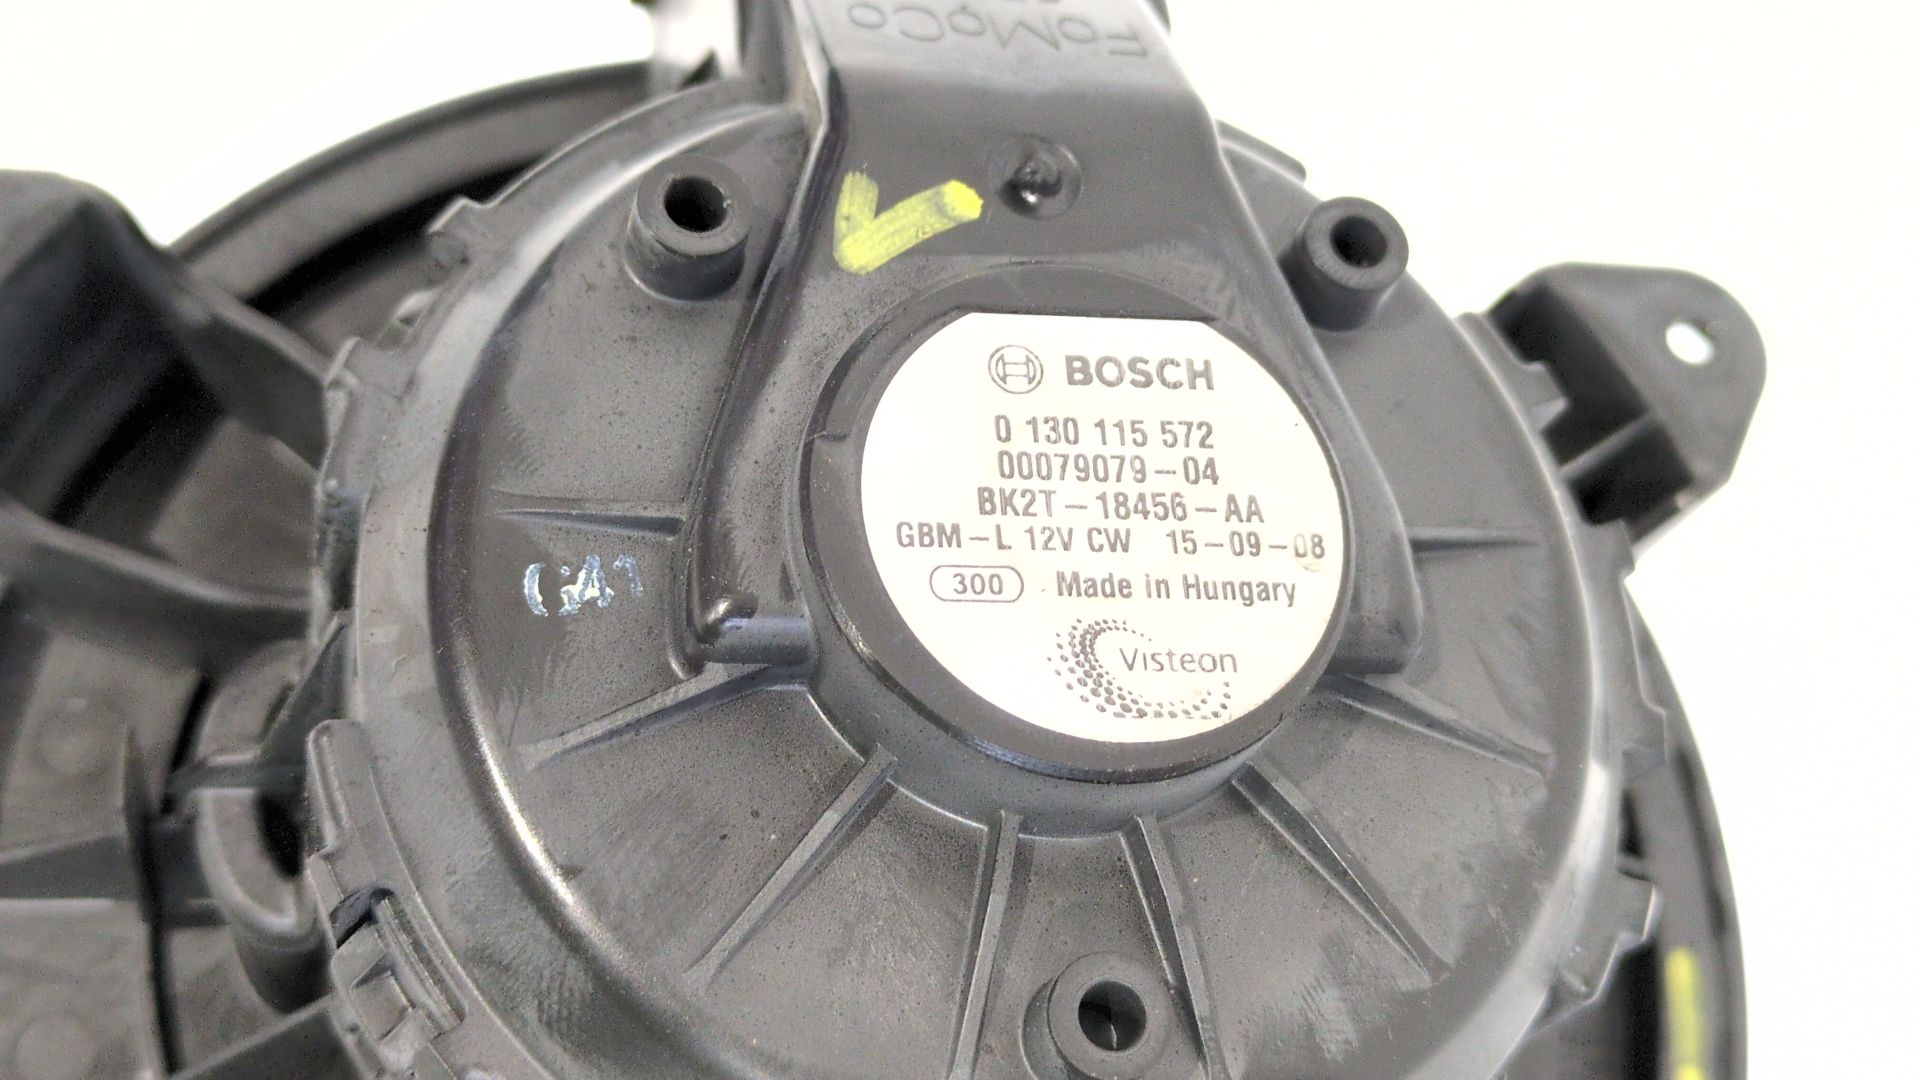 FoMoCo
BOSCH
0 130 115 572
00079079-04
BK2T-18456-AA
GBM-L 12V CW 15-09-08
300 Made in Hungary
Visteon